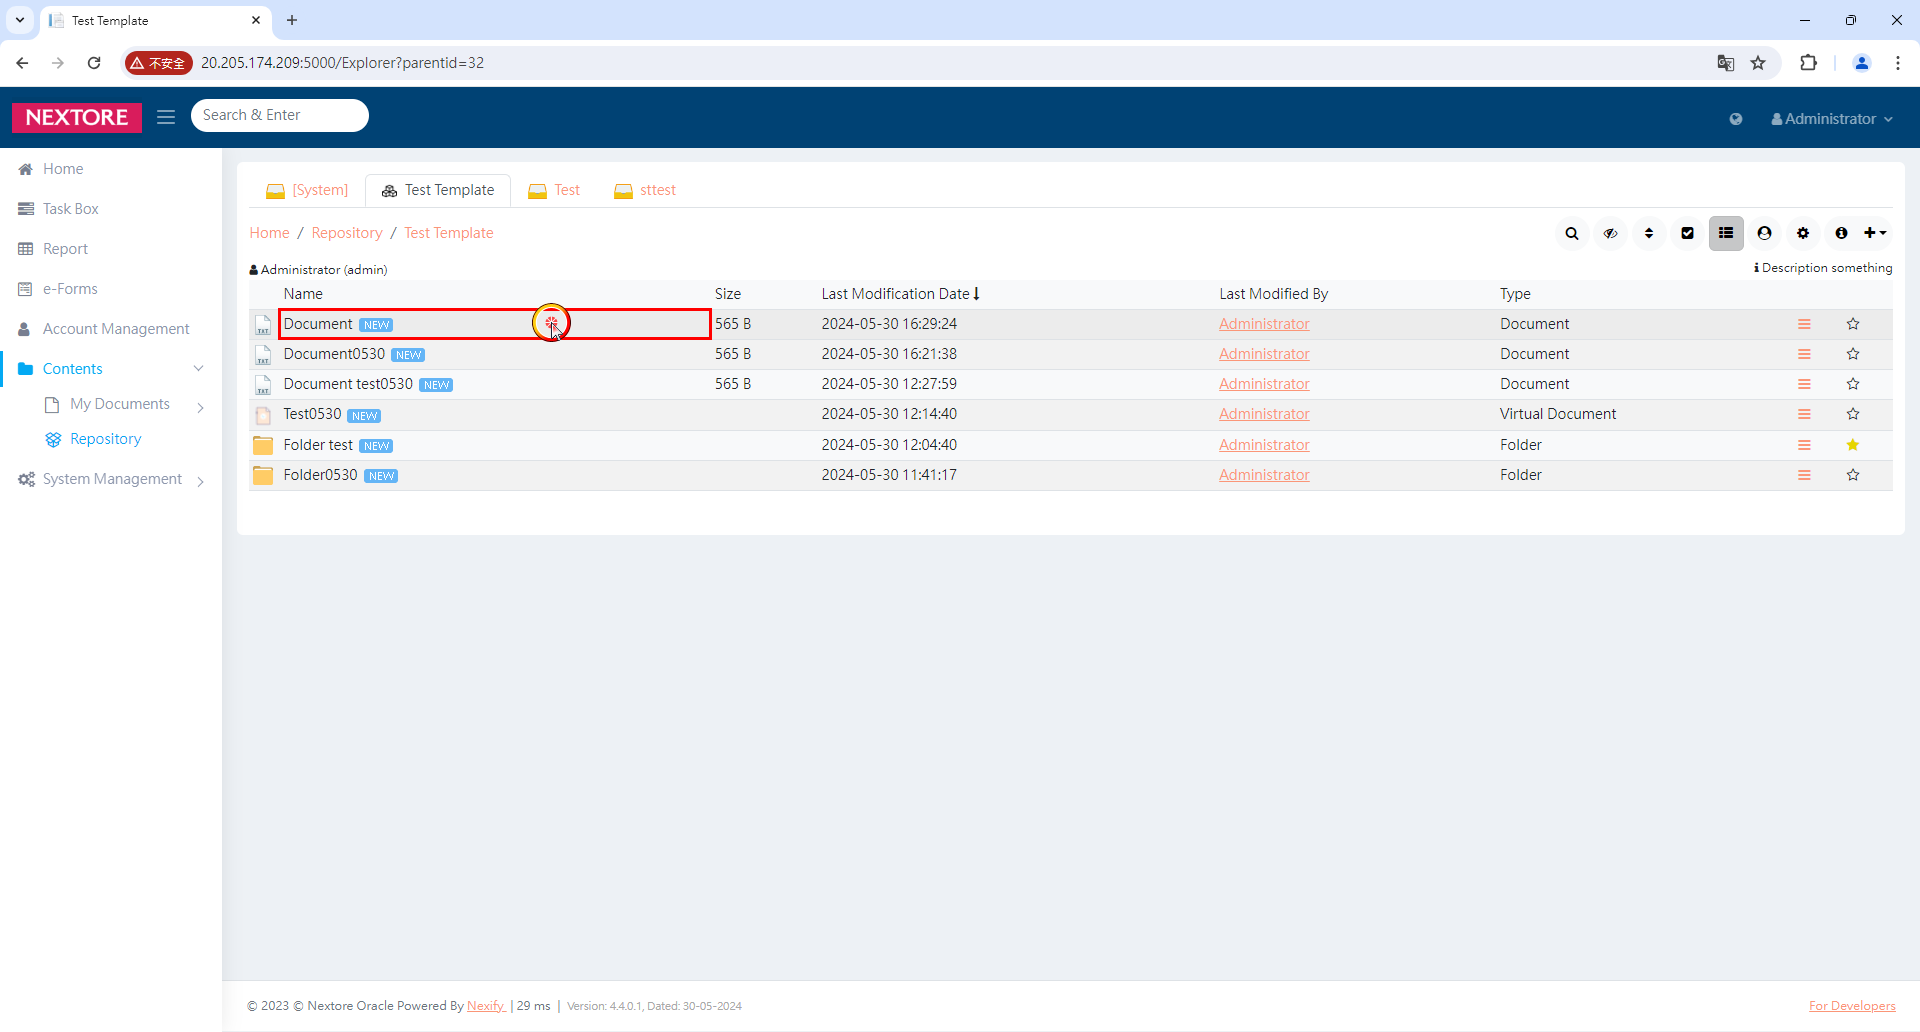 Test Template
不安全
20.205.174.209:5000/Explorer?parentid=32
NEXTORE
Search & Enter
Administrator
Home
Task Box
Report
e-Forms
Account Management
Contents
My Documents
Repository
System Management
[System]
Test Template
Test
sttest
Home / Repository / Test Template
Administrator (admin)
Description something
Name Size Last Modification Date Last Modified By Type
TXT Document NEW 565 B 2024-05-30 16:29:24 Administrator Document
TXT Document0530 NEW 565 B 2024-05-30 16:21:38 Administrator Document
TXT Document test0530 NEW 565 B 2024-05-30 12:27:59 Administrator Document
Test0530 NEW 2024-05-30 12:14:40 Administrator Virtual Document
Folder test NEW 2024-05-30 12:04:40 Administrator Folder
Folder0530 NEW 2024-05-30 11:41:17 Administrator Folder
© 2023 © Nextore Oracle Powered By Nexify | 29 ms | Version: 4.4.0.1, Dated: 30-05-2024
For Developers